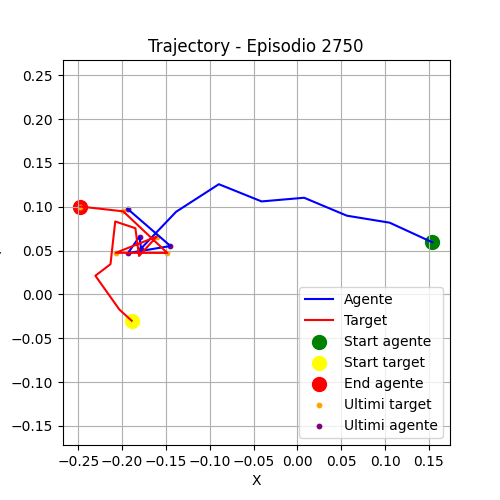 Trajectory - Episodio 2750
0.25
0.20
0.15
0.10
0.05
0.00
−0.05
−0.10
−0.15
−0.25 −0.20 −0.15 −0.10 −0.05 0.00 0.05 0.10 0.15
X
Agente
Target
Start agente
Start target
End agente
Ultimi target
Ultimi agente